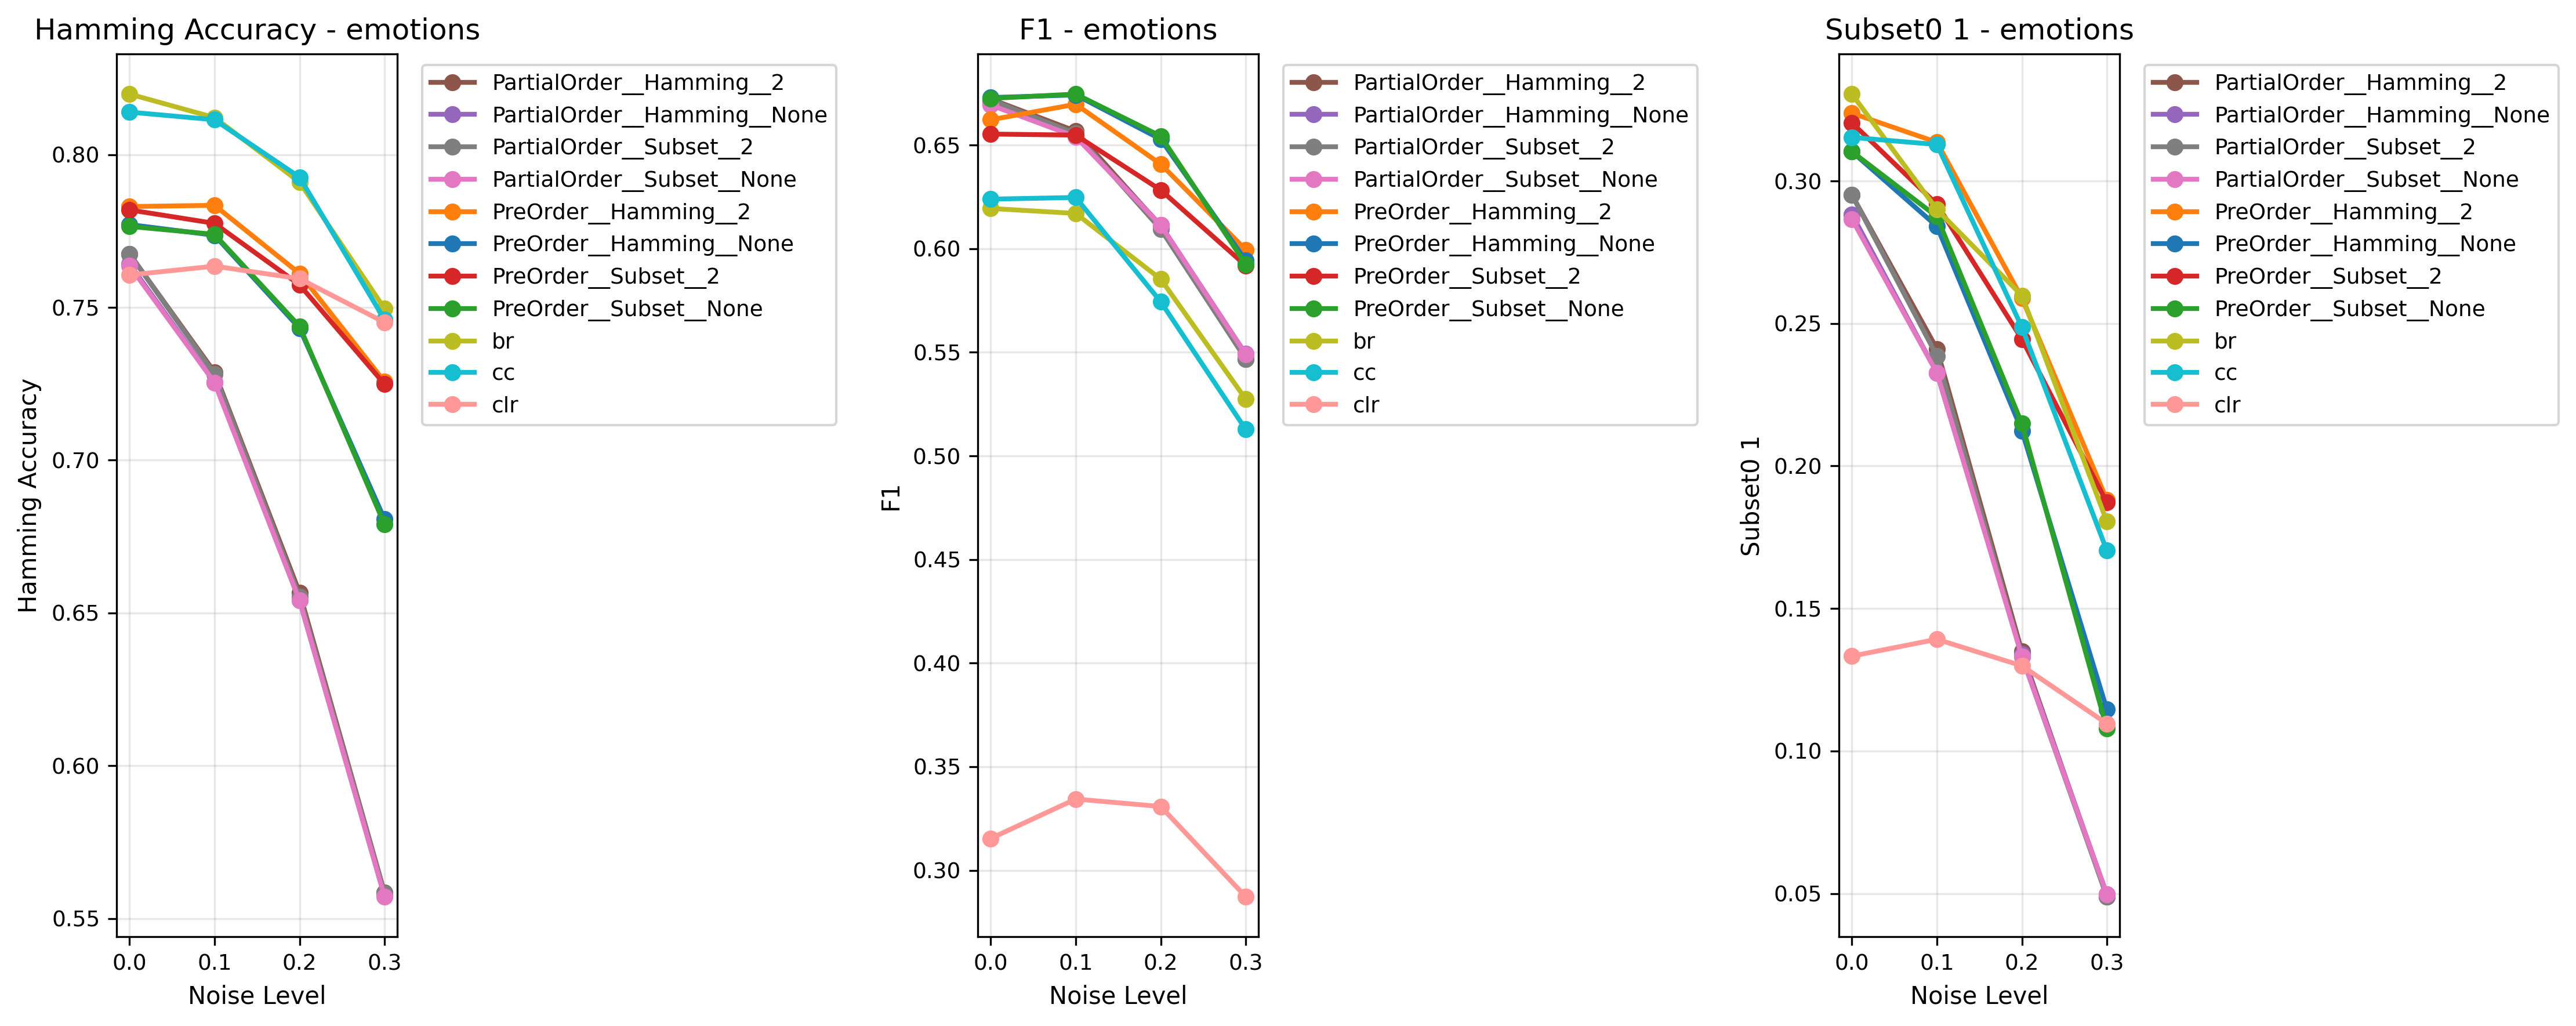 Hamming Accuracy - emotions
Hamming Accuracy
0.80
0.75
0.70
0.65
0.60
0.55
0.0 0.1 0.2 0.3
Noise Level
PartialOrder__Hamming__2
PartialOrder__Hamming__None
PartialOrder__Subset__2
PartialOrder__Subset__None
PreOrder__Hamming__2
PreOrder__Hamming__None
PreOrder__Subset__2
PreOrder__Subset__None
br
cc
clr
F1 - emotions
F1
0.65
0.60
0.55
0.50
0.45
0.40
0.35
0.30
0.0 0.1 0.2 0.3
Noise Level
PartialOrder__Hamming__2
PartialOrder__Hamming__None
PartialOrder__Subset__2
PartialOrder__Subset__None
PreOrder__Hamming__2
PreOrder__Hamming__None
PreOrder__Subset__2
PreOrder__Subset__None
br
cc
clr
Subset0 1 - emotions
Subset0 1
0.30
0.25
0.20
0.15
0.10
0.05
0.0 0.1 0.2 0.3
Noise Level
PartialOrder__Hamming__2
PartialOrder__Hamming__None
PartialOrder__Subset__2
PartialOrder__Subset__None
PreOrder__Hamming__2
PreOrder__Hamming__None
PreOrder__Subset__2
PreOrder__Subset__None
br
cc
clr